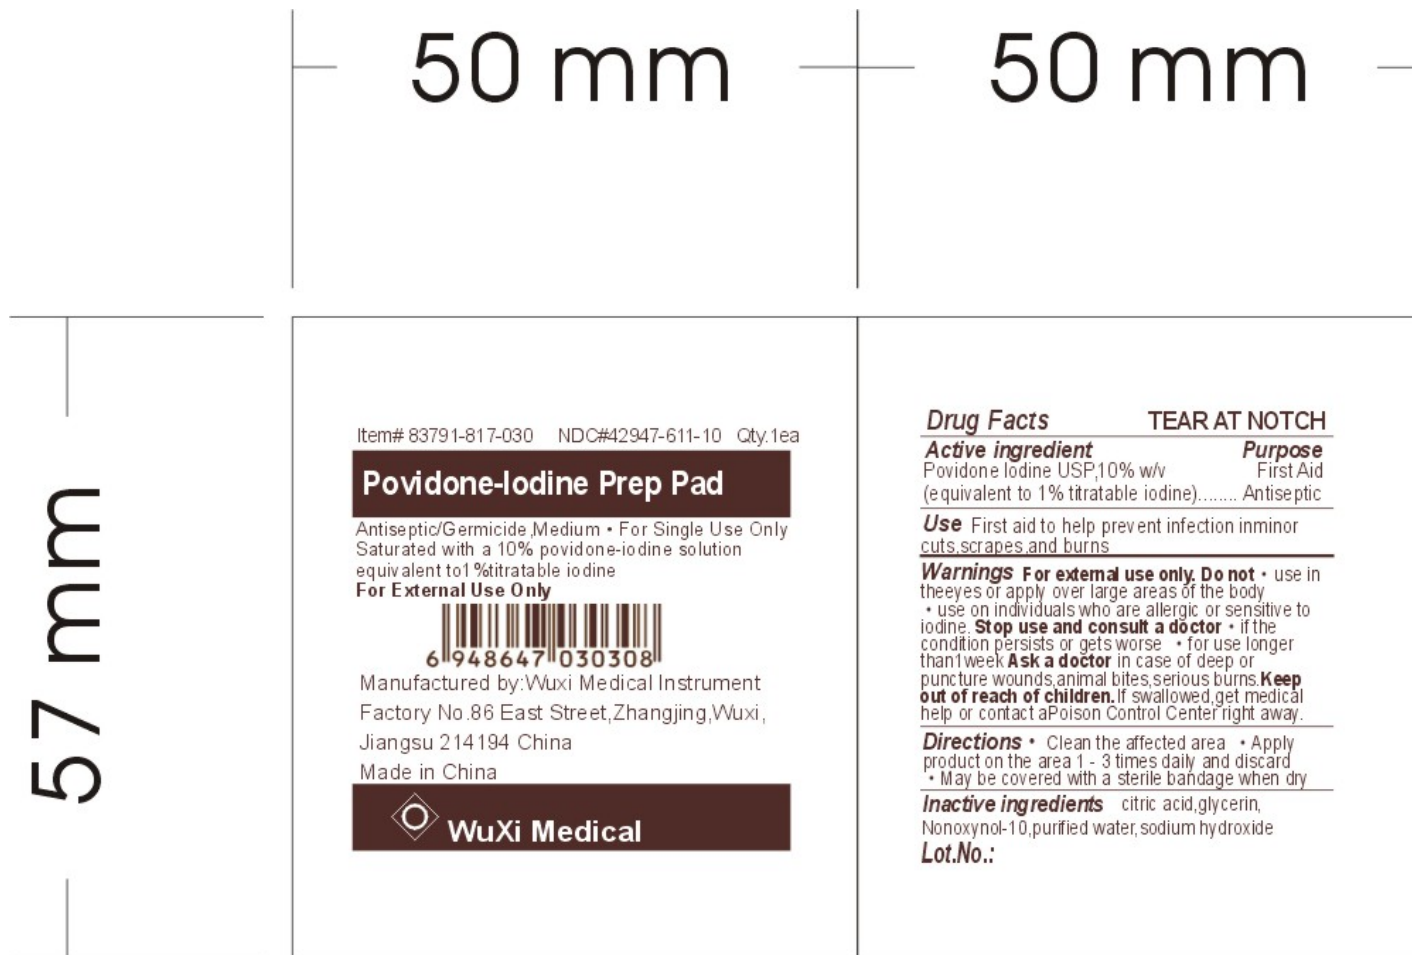 50 mm
50 mm
57 mm
Item# 83791-817-030 NDC#42947-611-10 Qty.1ea
Povidone-Iodine Prep Pad
Antiseptic/Germicide,Medium • For Single Use Only
Saturated with a 10% povidone-iodine solution
equivalent to1%titratable iodine
For External Use Only
6 948647 030308
Manufactured by:Wuxi Medical Instrument
Factory No.86 East Street,Zhangjing,Wuxi,
Jiangsu 214194 China
Made in China
WuXi Medical
Drug Facts TEAR AT NOTCH
Active ingredient Purpose
Povidone Iodine USP,10% w/v First Aid
(equivalent to 1% titratable iodine)........ Antiseptic
Use First aid to help prevent infection inminor
cuts,scrapes,and burns
Warnings For external use only. Do not • use in
theeyes or apply over large areas of the body
• use on individuals who are allergic or sensitive to
iodine. Stop use and consult a doctor • if the
condition persists or gets worse • for use longer
than1week Ask a doctor in case of deep or
puncture wounds,animal bites,serious burns.Keep
out of reach of children.If swallowed,get medical
help or contact aPoison Control Center right away.
Directions • Clean the affected area • Apply
product on the area 1 - 3 times daily and discard
• May be covered with a sterile bandage when dry
Inactive ingredients citric acid,glycerin,
Nonoxynol-10,purified water,sodium hydroxide
Lot.No.: